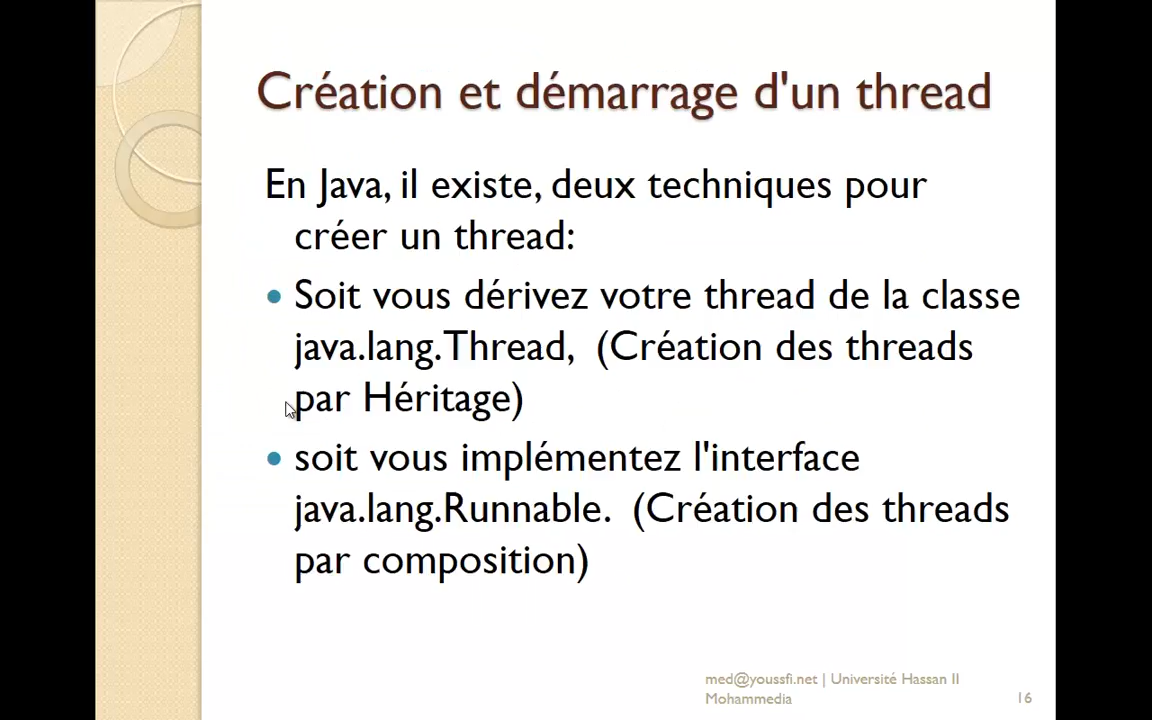 Création et démarrage d'un thread
En Java, il existe, deux techniques pour
créer un thread:
Soit vous dérivez votre thread de la classe
java.lang.Thread, (Création des threads
par Héritage)
soit vous implémentez l'interface
java.lang.Runnable. (Création des threads
par composition)
med@youssfi.net | Université Hassan II
Mohammedia
16